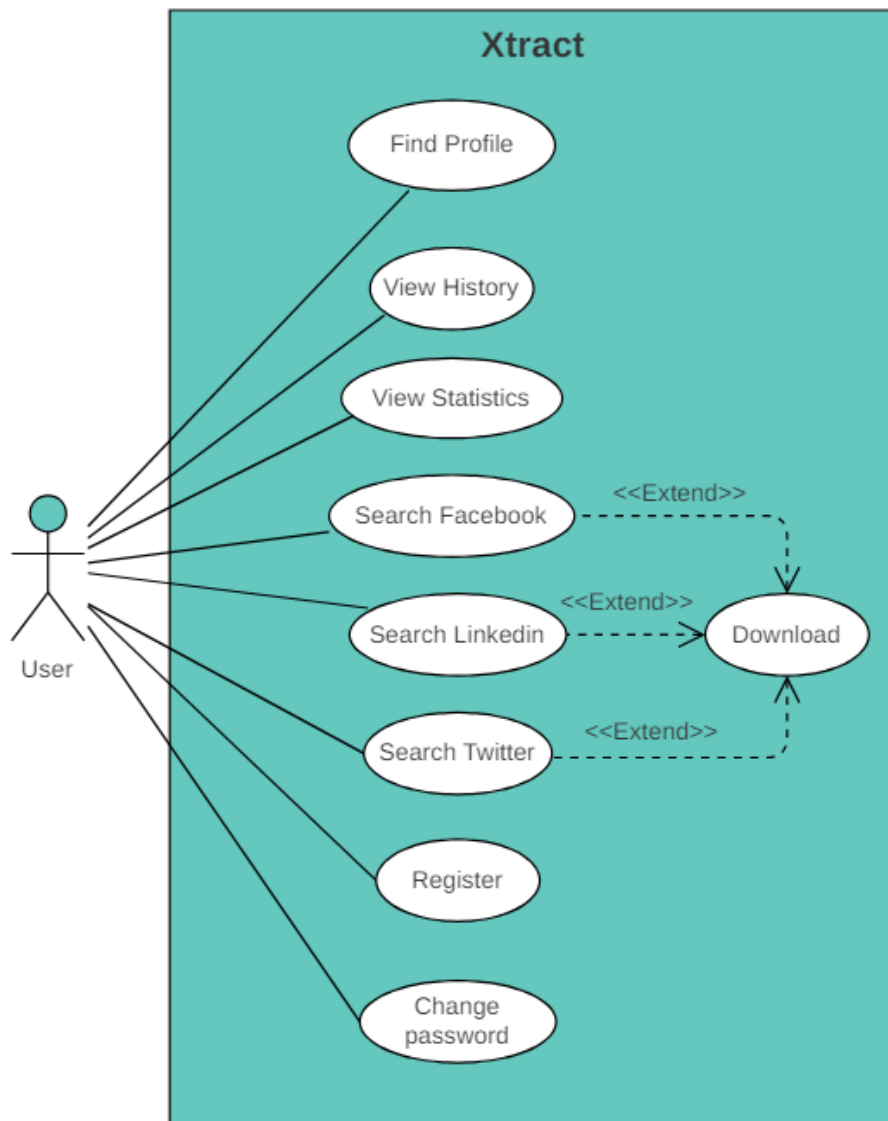 Xtract
Find Profile
View History
View Statistics
Search Facebook
<<Extend>>
Search Linkedin
<<Extend>>
Download
User
Search Twitter
<<Extend>>
Register
Change
password